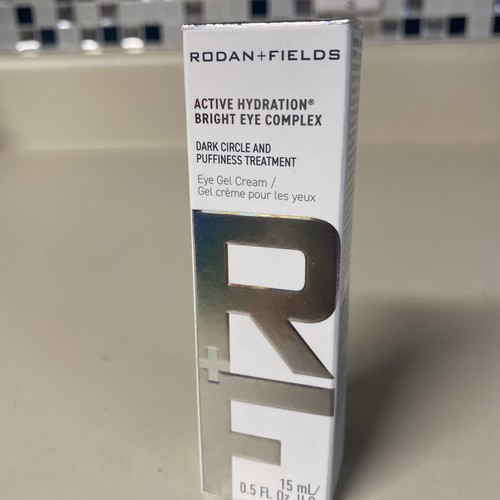 RODAN+FIELDS
ACTIVE HYDRATION®
BRIGHT EYE COMPLEX
DARK CIRCLE AND
PUFFINESS TREATMENT
Eye Gel Cream /
Gel crème pour les yeux
R+F
15 mL/
0.5 FL. Oz.